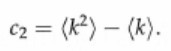 c₂ = ⟨k²⟩ − ⟨k⟩.